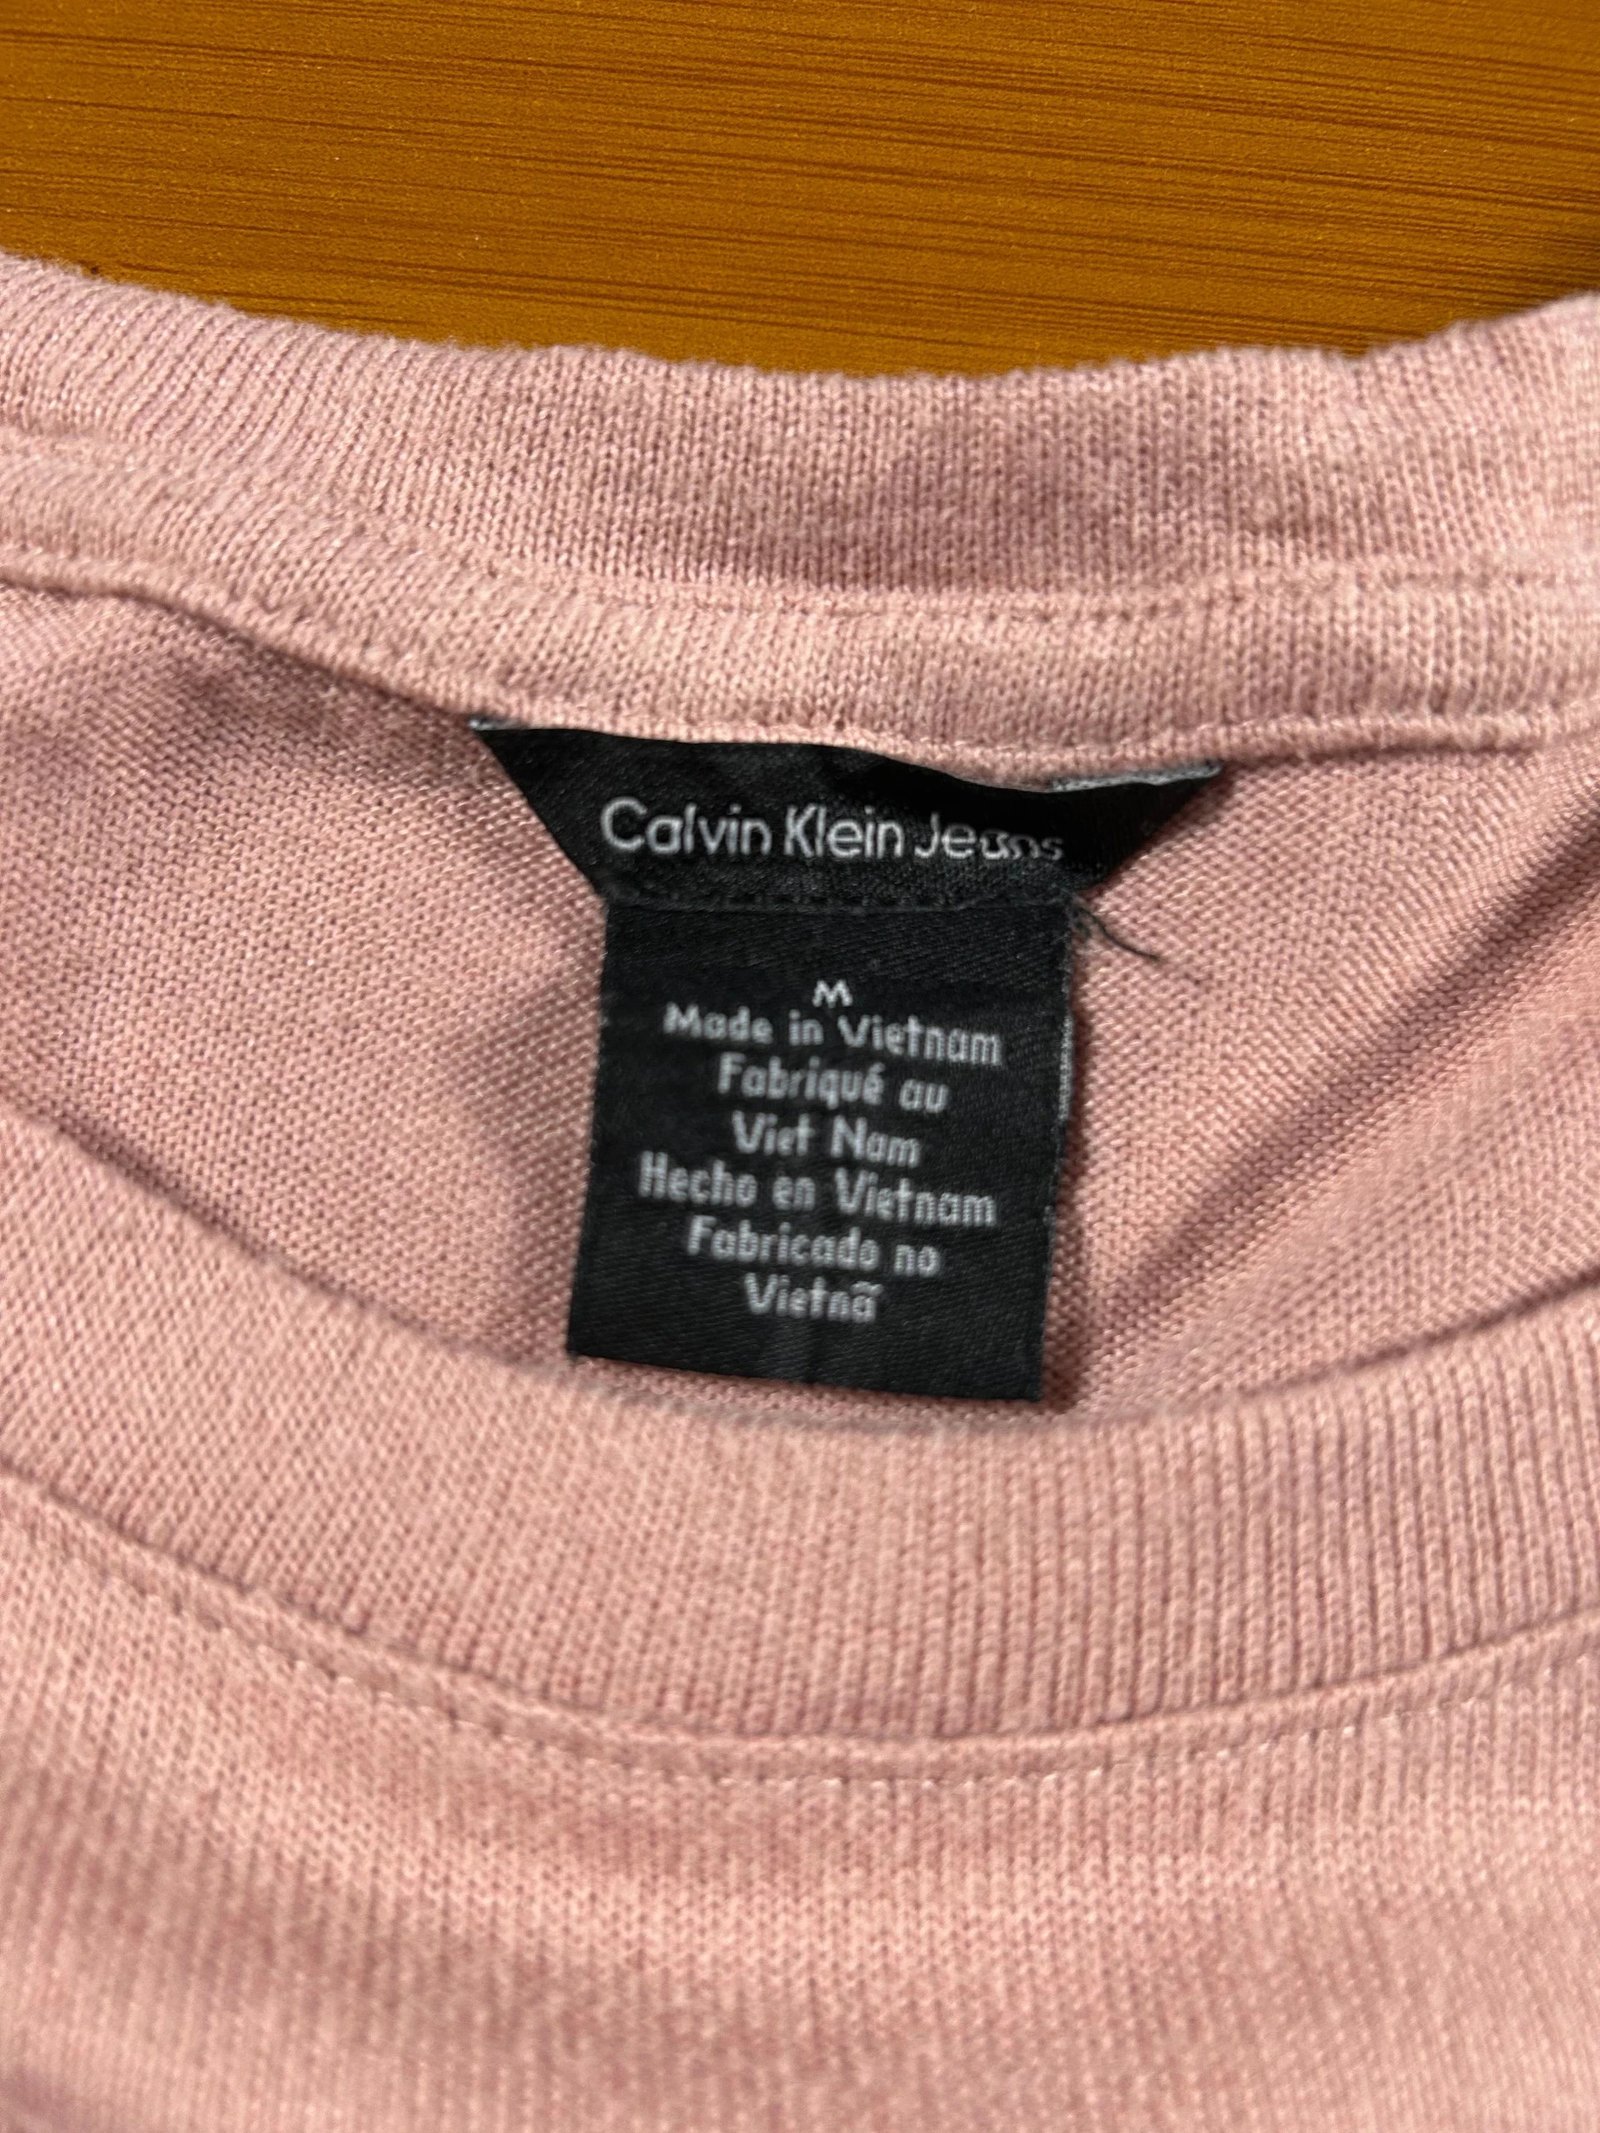 Calvin Klein Jeans
M
Made in Vietnam
Fabriqué au
Viet Nam
Hecho en Vietnam
Fabricado no
Vietnã